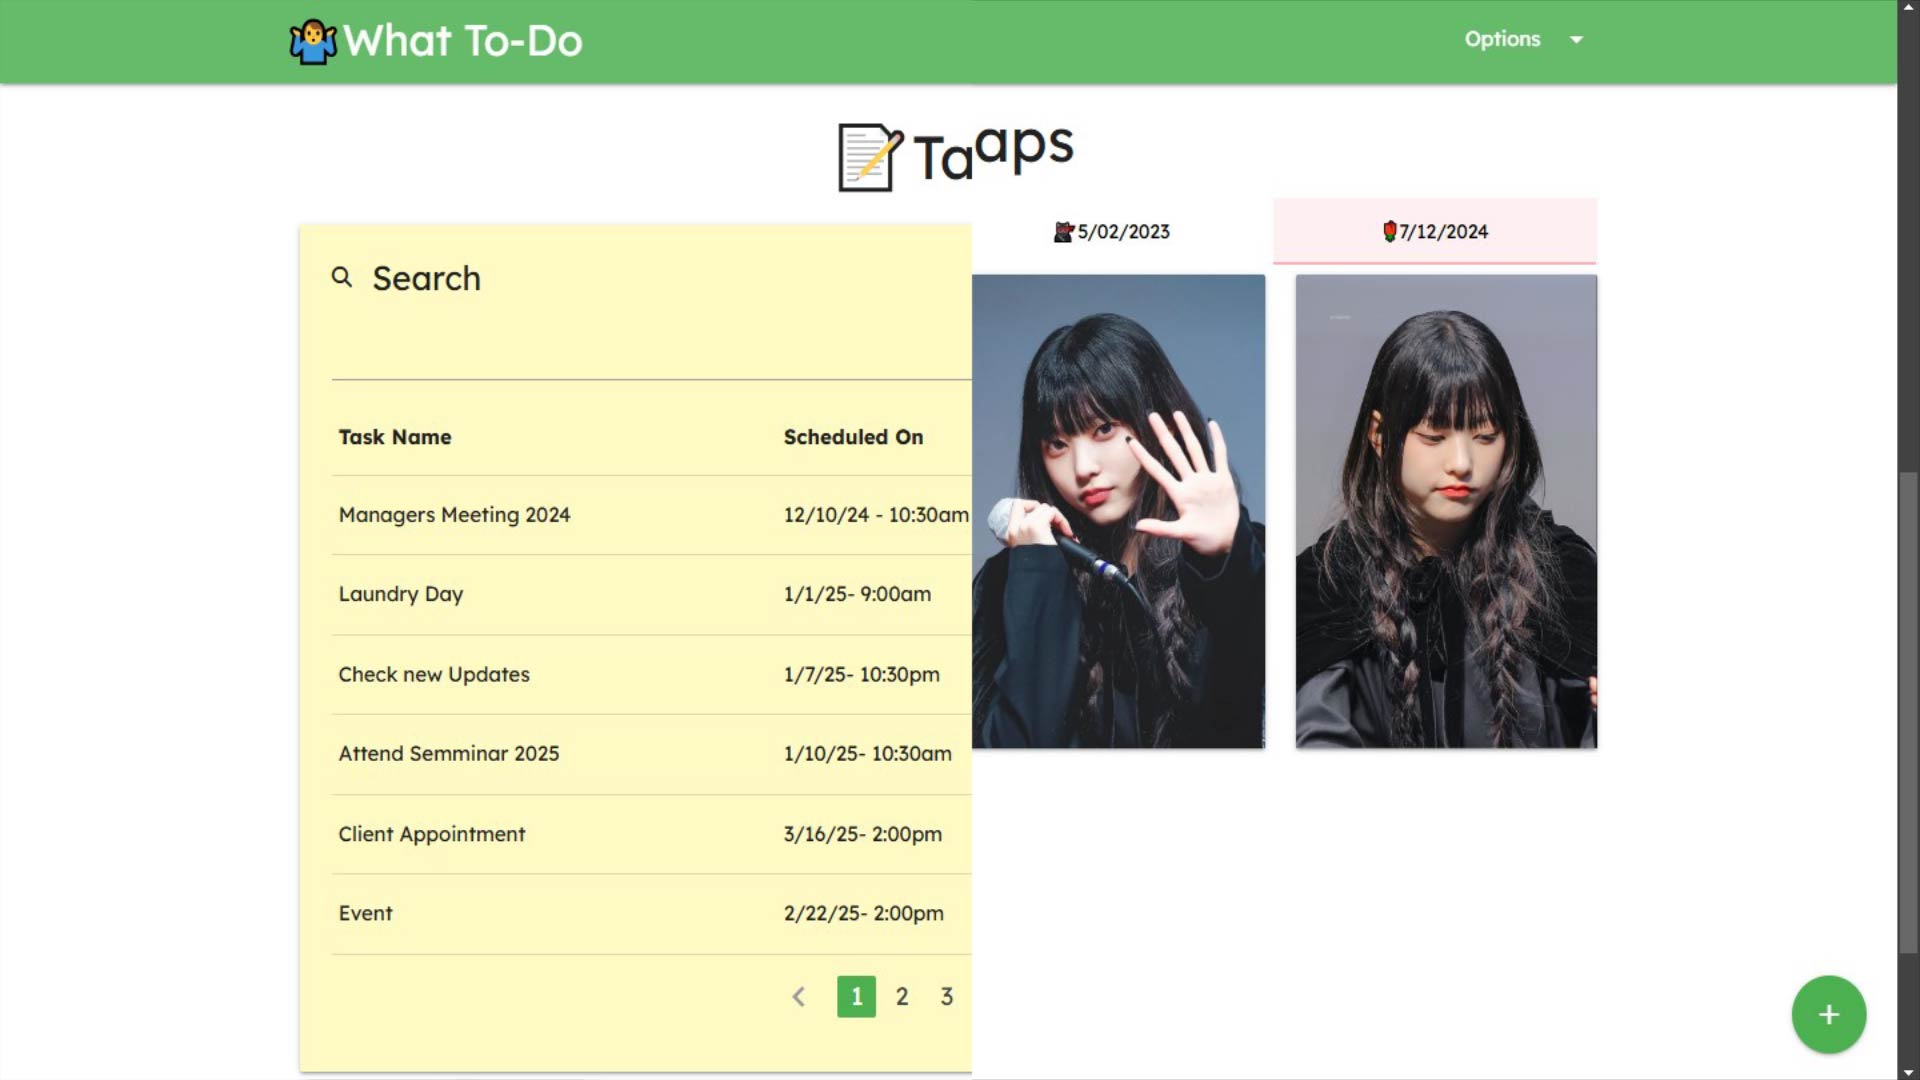 What To-Do
Options
Taaps
5/02/2023
7/12/2024
Search
Task Name Scheduled On
Managers Meeting 2024 12/10/24 - 10:30am
Laundry Day 1/1/25- 9:00am
Check new Updates 1/7/25- 10:30pm
Attend Semminar 2025 1/10/25- 10:30am
Client Appointment 3/16/25- 2:00pm
Event 2/22/25- 2:00pm
1 2 3
+